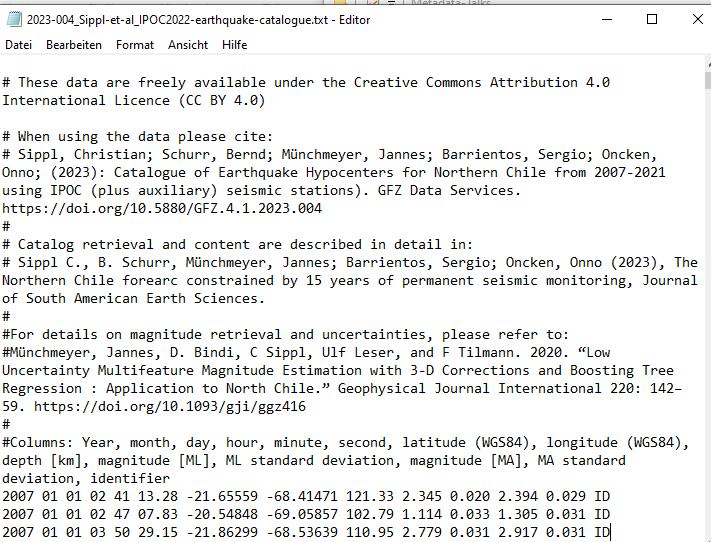 Metadata-Talks
2023-004_Sippl-et-al_IPOC2022-earthquake-catalogue.txt - Editor
Datei Bearbeiten Format Ansicht Hilfe
# These data are freely available under the Creative Commons Attribution 4.0
International Licence (CC BY 4.0)
# When using the data please cite:
# Sippl, Christian; Schurr, Bernd; Münchmeyer, Jannes; Barrientos, Sergio; Oncken,
Onno; (2023): Catalogue of Earthquake Hypocenters for Northern Chile from 2007-2021
using IPOC (plus auxiliary) seismic stations). GFZ Data Services.
https://doi.org/10.5880/GFZ.4.1.2023.004
#
# Catalog retrieval and content are described in detail in:
# Sippl C., B. Schurr, Münchmeyer, Jannes; Barrientos, Sergio; Oncken, Onno (2023), The
Northern Chile forearc constrained by 15 years of permanent seismic monitoring, Journal
of South American Earth Sciences.
#
#For details on magnitude retrieval and uncertainties, please refer to:
#Münchmeyer, Jannes, D. Bindi, C Sippl, Ulf Leser, and F Tilmann. 2020. “Low
Uncertainty Multifeature Magnitude Estimation with 3-D Corrections and Boosting Tree
Regression : Application to North Chile.” Geophysical Journal International 220: 142–
59. https://doi.org/10.1093/gji/ggz416
#
#Columns: Year, month, day, hour, minute, second, latitude (WGS84), longitude (WGS84),
depth [km], magnitude [ML], ML standard deviation, magnitude [MA], MA standard
deviation, identifier
2007 01 01 02 41 13.28 -21.65559 -68.41471 121.33 2.345 0.020 2.394 0.029 ID
2007 01 01 02 47 07.83 -20.54848 -69.05857 102.79 1.114 0.033 1.305 0.031 ID
2007 01 01 03 50 29.15 -21.86299 -68.53639 110.95 2.779 0.031 2.917 0.031 ID